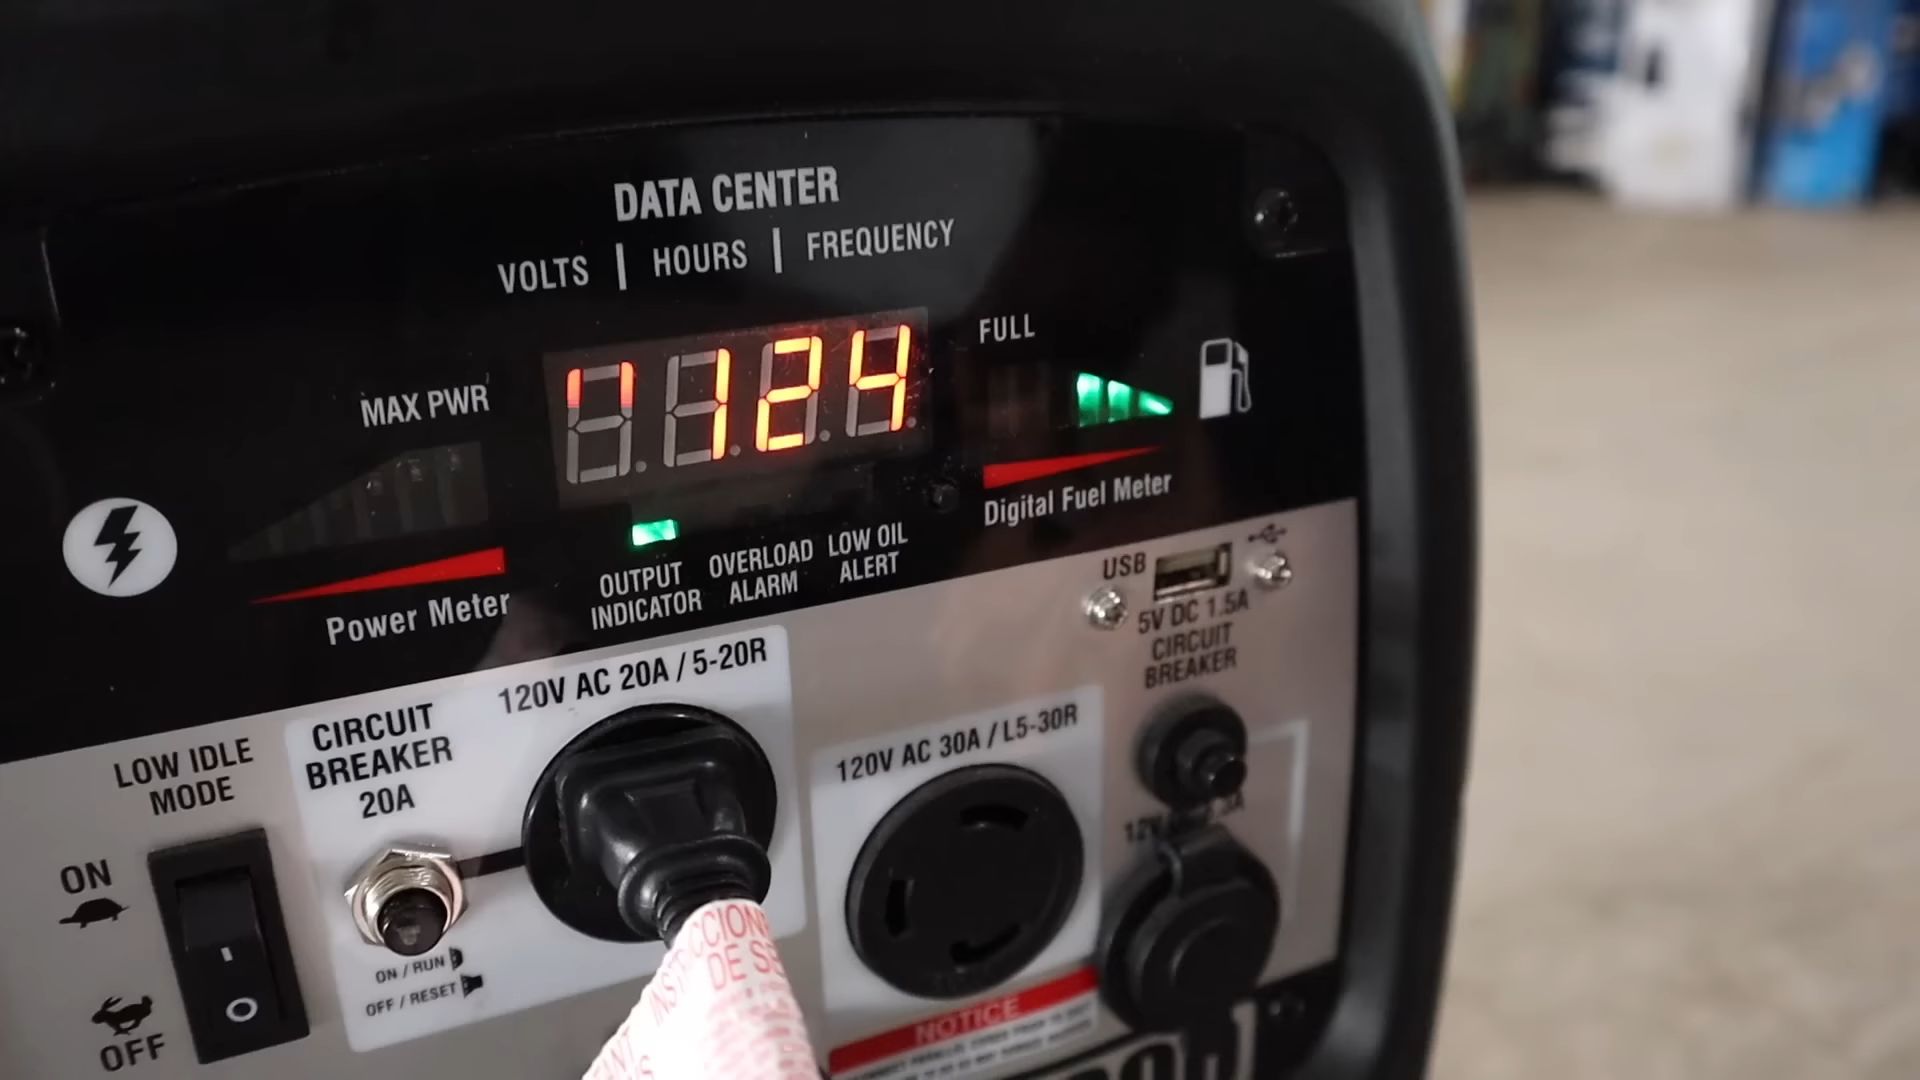 DATA CENTER
VOLTS | HOURS | FREQUENCY
124
FULL
MAX PWR
Digital Fuel Meter
Power Meter
OUTPUT
INDICATOR
OVERLOAD
ALARM
LOW OIL
ALERT
USB
5V DC 1.5A
CIRCUIT
BREAKER
120V AC 20A / 5-20R
CIRCUIT
BREAKER
20A
LOW IDLE
MODE
120V AC 30A / L5-30R
ON
OFF
ON / RUN
OFF / RESET
NOTICE
DE